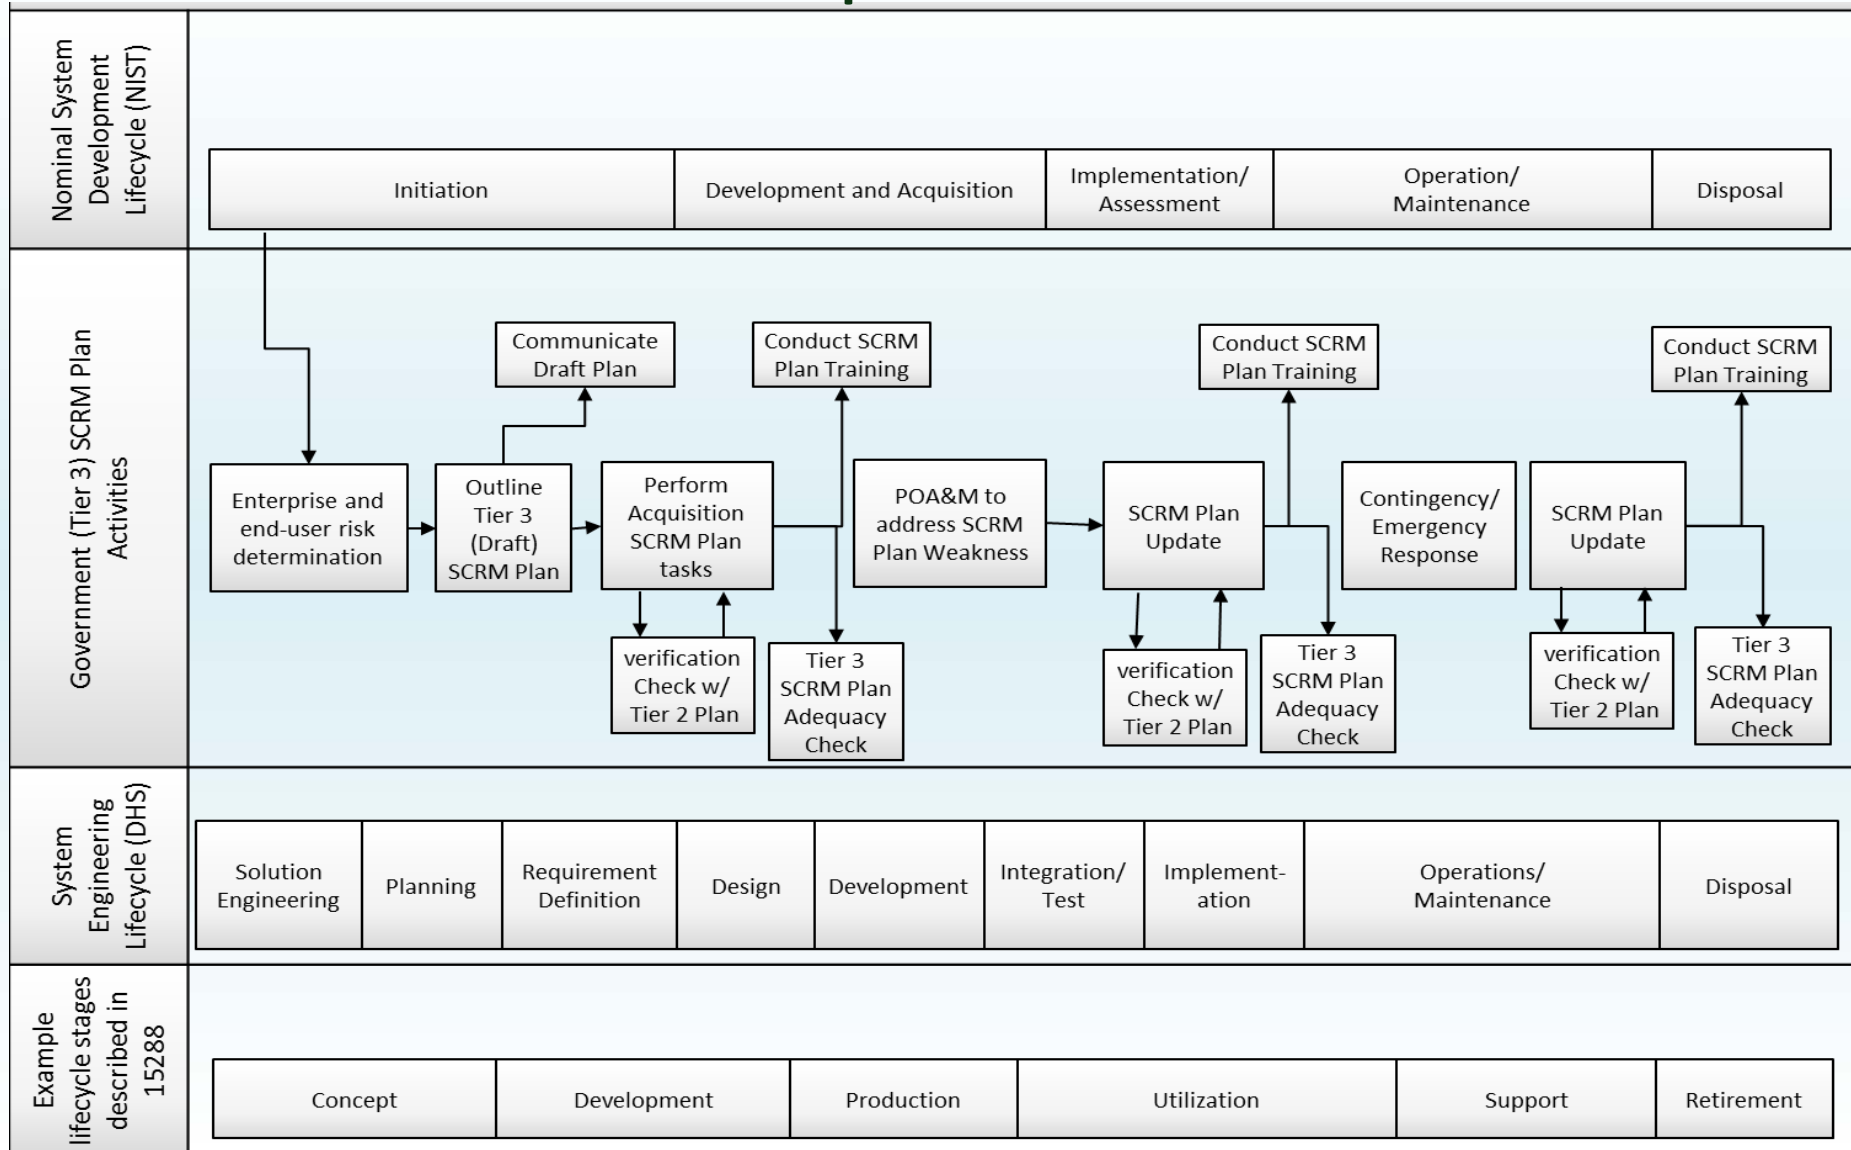 Nominal System
Development
Lifecycle (NIST)
Initiation
Development and Acquisition
Implementation/
Assessment
Operation/
Maintenance
Disposal
Government (Tier 3) SCRM Plan
Activities
Communicate
Draft Plan
Conduct SCRM
Plan Training
Conduct SCRM
Plan Training
Conduct SCRM
Plan Training
Enterprise and
end-user risk
determination
Outline
Tier 3
(Draft)
SCRM Plan
Perform
Acquisition
SCRM Plan
tasks
POA&M to
address SCRM
Plan Weakness
SCRM Plan
Update
Contingency/
Emergency
Response
SCRM Plan
Update
verification
Check w/
Tier 2 Plan
Tier 3
SCRM Plan
Adequacy
Check
verification
Check w/
Tier 2 Plan
Tier 3
SCRM Plan
Adequacy
Check
verification
Check w/
Tier 2 Plan
Tier 3
SCRM Plan
Adequacy
Check
System
Engineering
Lifecycle (DHS)
Solution
Engineering
Planning
Requirement
Definition
Design
Development
Integration/
Test
Implement-
ation
Operations/
Maintenance
Disposal
Example
lifecycle stages
described in
15288
Concept
Development
Production
Utilization
Support
Retirement